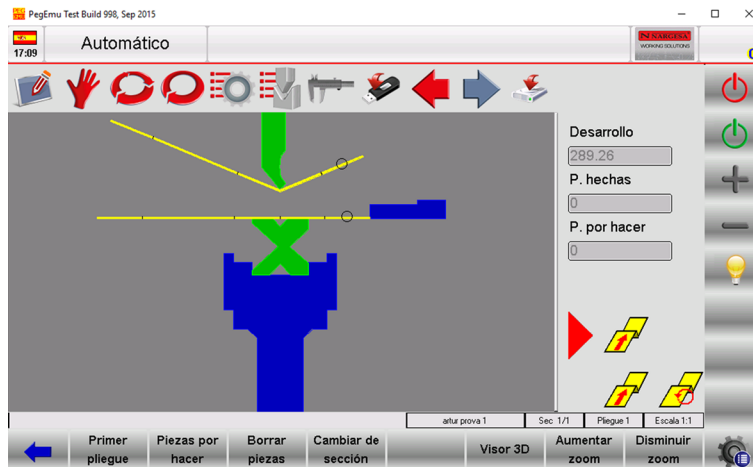 PegEmu Test Build 998, Sep 2015
17:09
Automático
NARGESA
WORKING SOLUTIONS
Desarrollo
289.26
P. hechas
0
P. por hacer
0
artur prova 1
Sec 1/1
Pliegue 1
Escala 1:1
Primer
pliegue
Piezas por
hacer
Borrar
piezas
Cambiar de
sección
Visor 3D
Aumentar
zoom
Disminuir
zoom